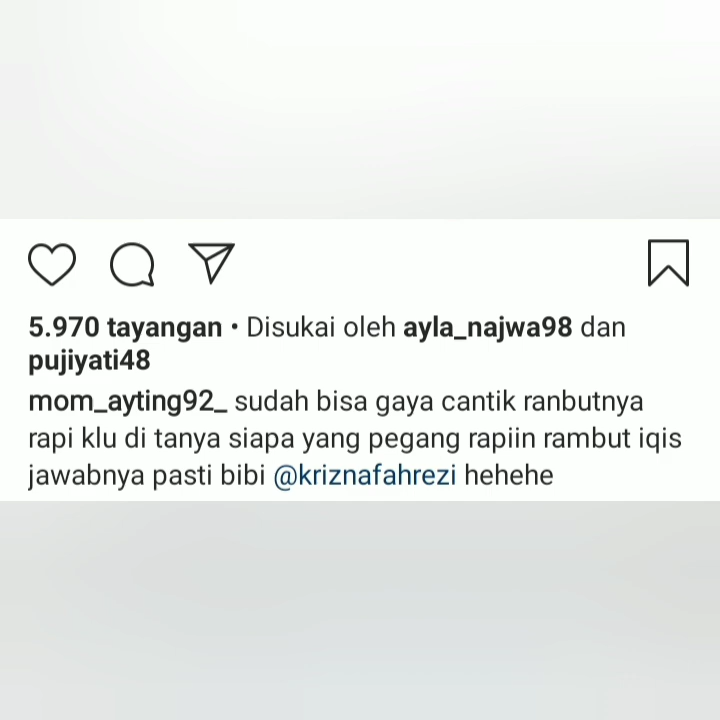 5.970 tayangan • Disukai oleh ayla_najwa98 dan
pujiyati48
mom_ayting92_ sudah bisa gaya cantik ranbutnya
rapi klu di tanya siapa yang pegang rapiin rambut iqis
jawabnya pasti bibi @kriznafahrezi hehehe